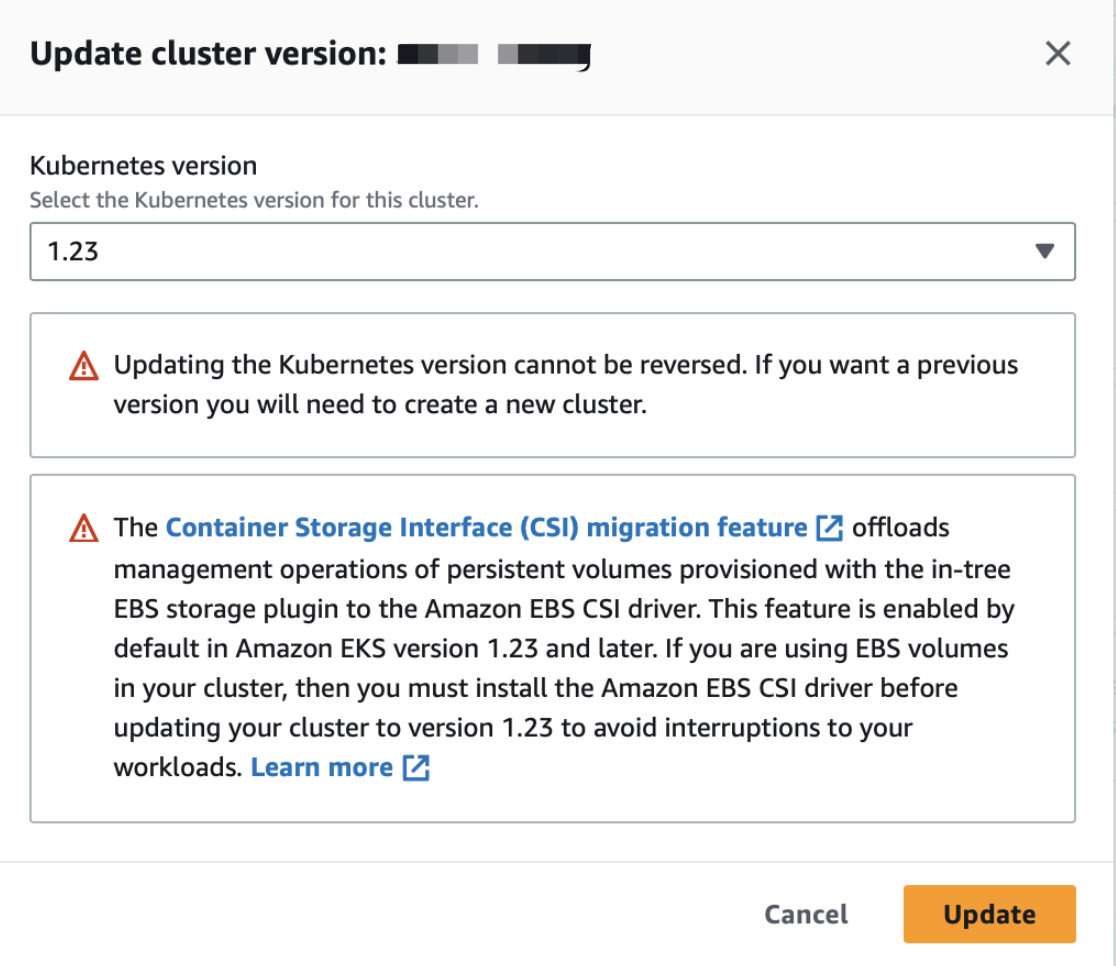 Update cluster version:
Kubernetes version
Select the Kubernetes version for this cluster.
1.23
Updating the Kubernetes version cannot be reversed. If you want a previous
version you will need to create a new cluster.
The Container Storage Interface (CSI) migration feature offloads
management operations of persistent volumes provisioned with the in-tree
EBS storage plugin to the Amazon EBS CSI driver. This feature is enabled by
default in Amazon EKS version 1.23 and later. If you are using EBS volumes
in your cluster, then you must install the Amazon EBS CSI driver before
updating your cluster to version 1.23 to avoid interruptions to your
workloads. Learn more
Cancel
Update